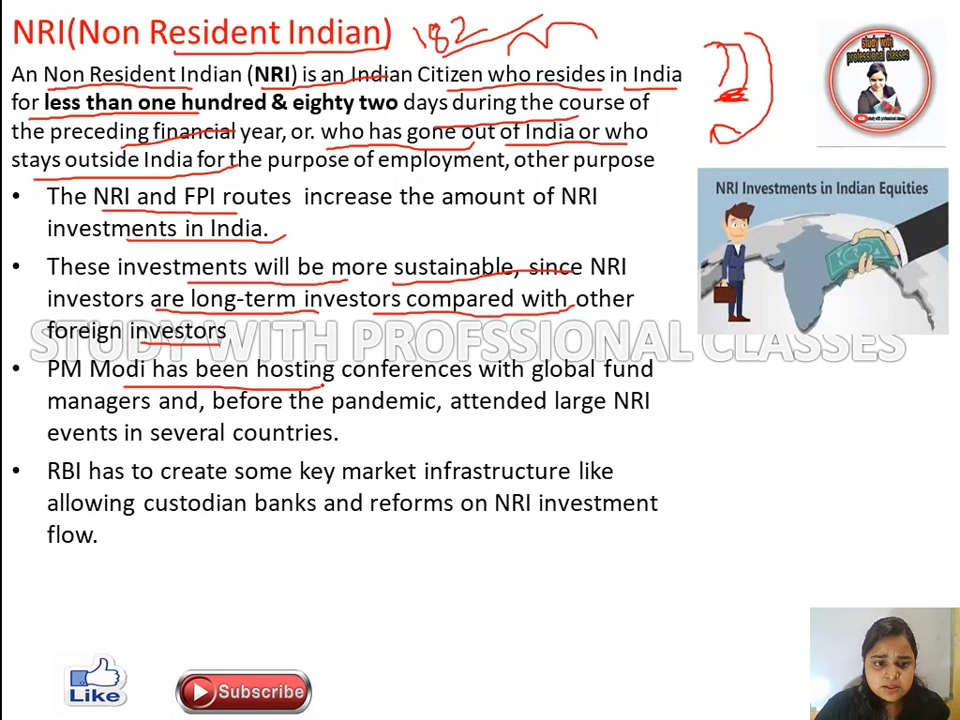 NRI(Non Resident Indian) 182
An Non Resident Indian (NRI) is an Indian Citizen who resides in India
for less than one hundred & eighty two days during the course of
the preceding financial year, or. who has gone out of India or who
stays outside India for the purpose of employment, other purpose
• The NRI and FPI routes increase the amount of NRI
investments in India.
• These investments will be more sustainable, since NRI
investors are long-term investors compared with other
foreign investors
• PM Modi has been hosting conferences with global fund
managers and, before the pandemic, attended large NRI
events in several countries.
• RBI has to create some key market infrastructure like
allowing custodian banks and reforms on NRI investment
flow.
Study with
professional classes
NRI Investments in Indian Equities
STUDY WITH PROFSSIONAL CLASSES
Like
Subscribe